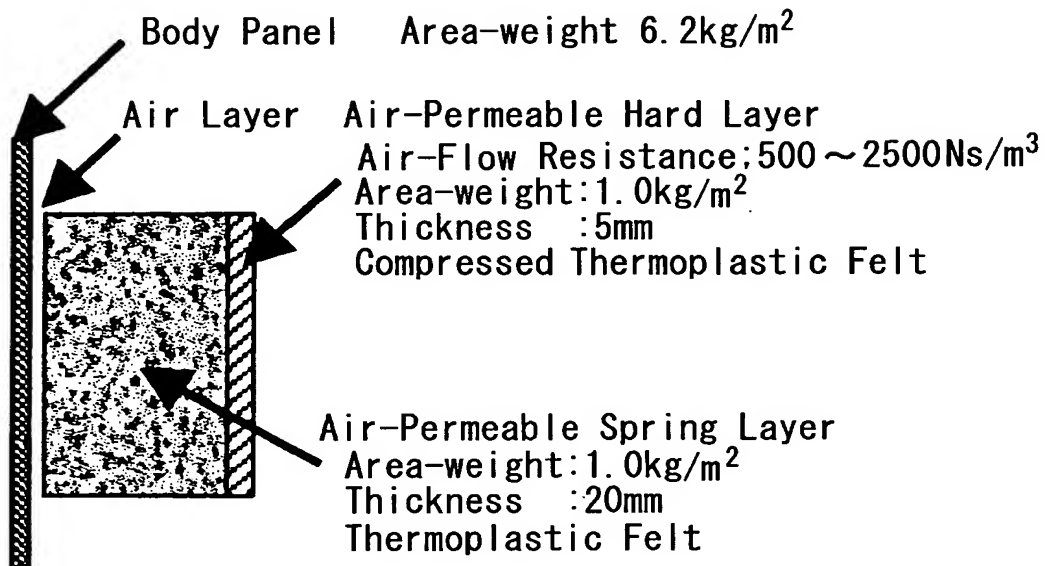 Body Panel Area-weight 6.2kg/m²
Air Layer Air-Permeable Hard Layer
Air-Flow Resistance;500～2500Ns/m³
Area-weight:1.0kg/m²
Thickness :5mm
Compressed Thermoplastic Felt
Air-Permeable Spring Layer
Area-weight:1.0kg/m²
Thickness :20mm
Thermoplastic Felt